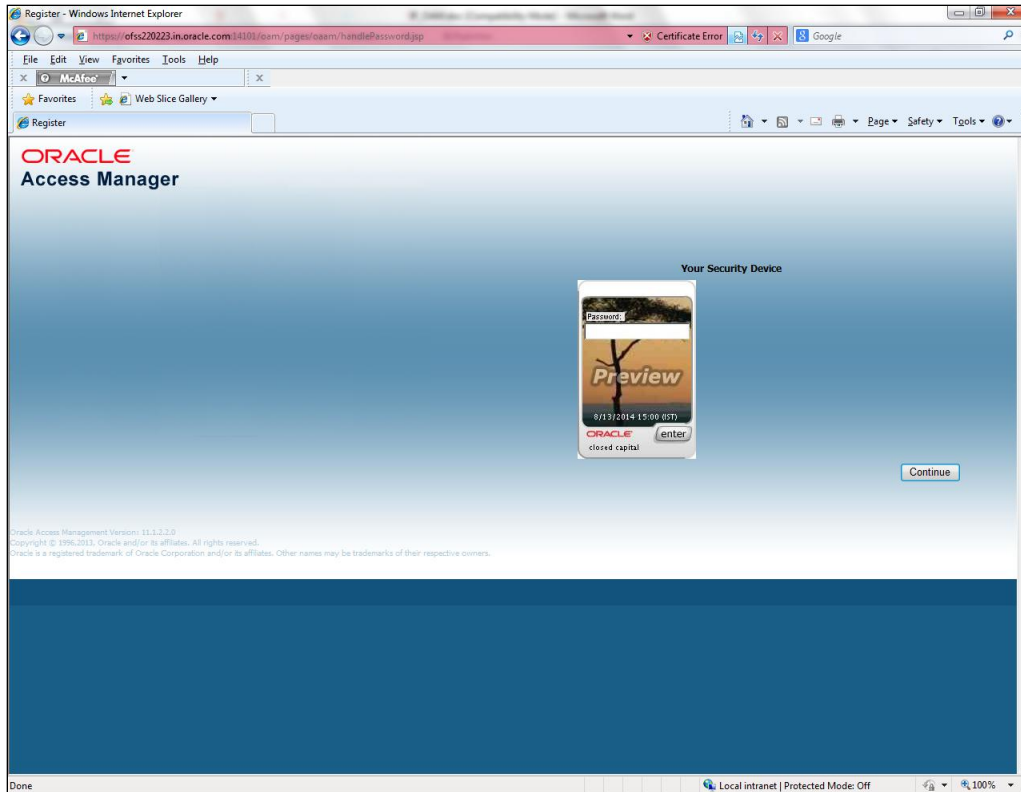 Register - Windows Internet Explorer
https://ofss220223.in.oracle.com:14101/oam/pages/oaam/handlePassword.jsp
Certificate Error
Google
File Edit View Favorites Tools Help
x McAfee x
Favorites Web Slice Gallery
Register
Page Safety Tools
ORACLE
Access Manager
Your Security Device
Password:
Preview
8/13/2014 15:00 (IST)
ORACLE enter
closed capital
Continue
Oracle Access Management Version: 11.1.2.2.0
Copyright © 1996,2013, Oracle and/or its affiliates. All rights reserved.
Oracle is a registered trademark of Oracle Corporation and/or its affiliates. Other names may be trademarks of their respective owners.
Done
Local intranet | Protected Mode: Off
100%